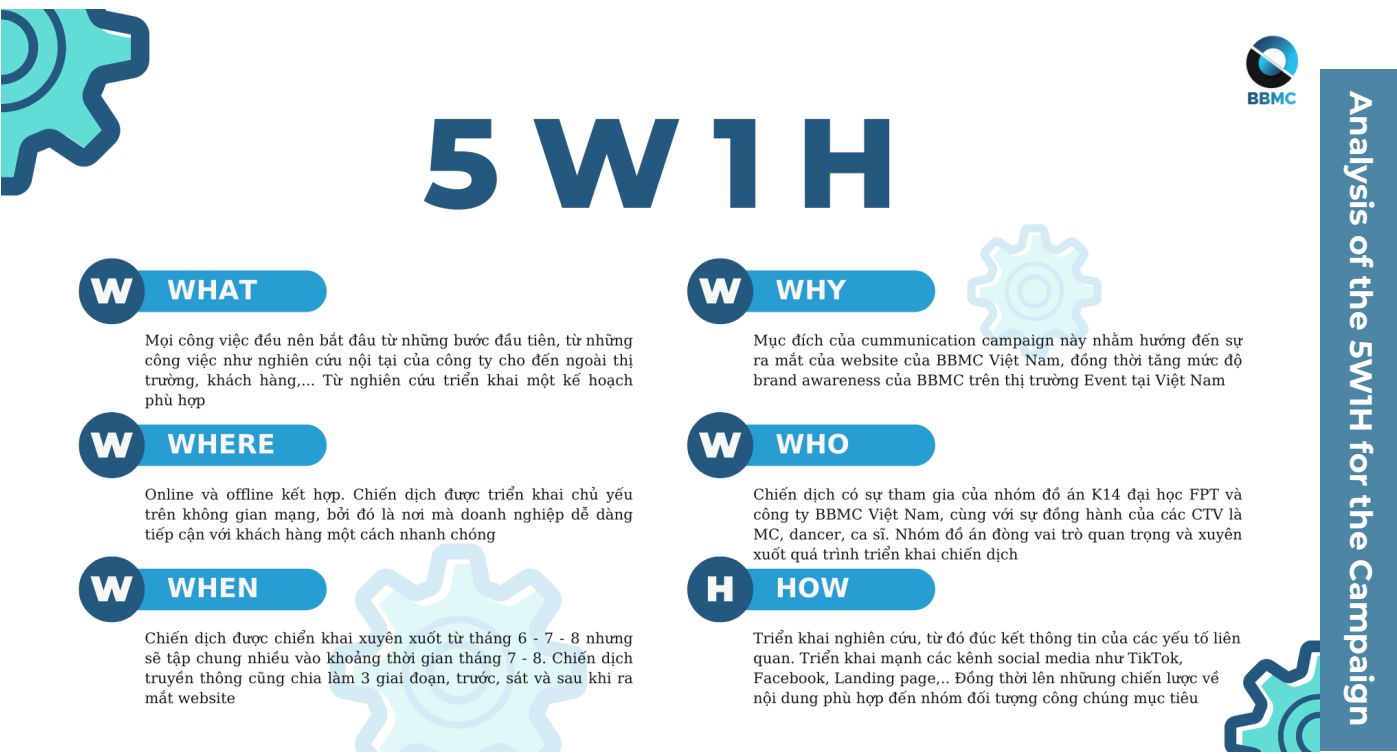 BBMC
5W1H
W WHAT
Mọi công việc đều nên bắt đâu từ những bước đầu tiên, từ những
công việc như nghiên cứu nội tại của công ty cho đến ngoài thị
trường, khách hàng,... Từ nghiên cứu triển khai một kế hoạch
phù hợp
W WHERE
Online và offline kết hợp. Chiến dịch được triển khai chủ yếu
trên không gian mạng, bởi đó là nơi mà doanh nghiệp dễ dàng
tiếp cận với khách hàng một cách nhanh chóng
W WHEN
Chiến dịch được chiển khai xuyên xuốt từ tháng 6 - 7 - 8 nhưng
sẽ tập chung nhiều vào khoảng thời gian tháng 7 - 8. Chiến dịch
truyền thông cũng chia làm 3 giai đoạn, trước, sát và sau khi ra
mắt website
W WHY
Mục đích của cummunication campaign này nhằm hướng đến sự
ra mắt của website của BBMC Việt Nam, đồng thời tăng mức độ
brand awareness của BBMC trên thị trường Event tại Việt Nam
W WHO
Chiến dịch có sự tham gia của nhóm đồ án K14 đại học FPT và
công ty BBMC Việt Nam, cùng với sự đồng hành của các CTV là
MC, dancer, ca sĩ. Nhóm đồ án đòng vai trò quan trọng và xuyên
xuốt quá trình triển khai chiến dịch
H HOW
Triển khai nghiên cứu, từ đó đúc kết thông tin của các yếu tố liên
quan. Triển khai mạnh các kênh social media như TikTok,
Facebook, Landing page,.. Đồng thời lên nhữung chiến lược về
nội dung phù hợp đến nhóm đối tượng công chúng mục tiêu
Analysis of the 5W1H for the Campaign